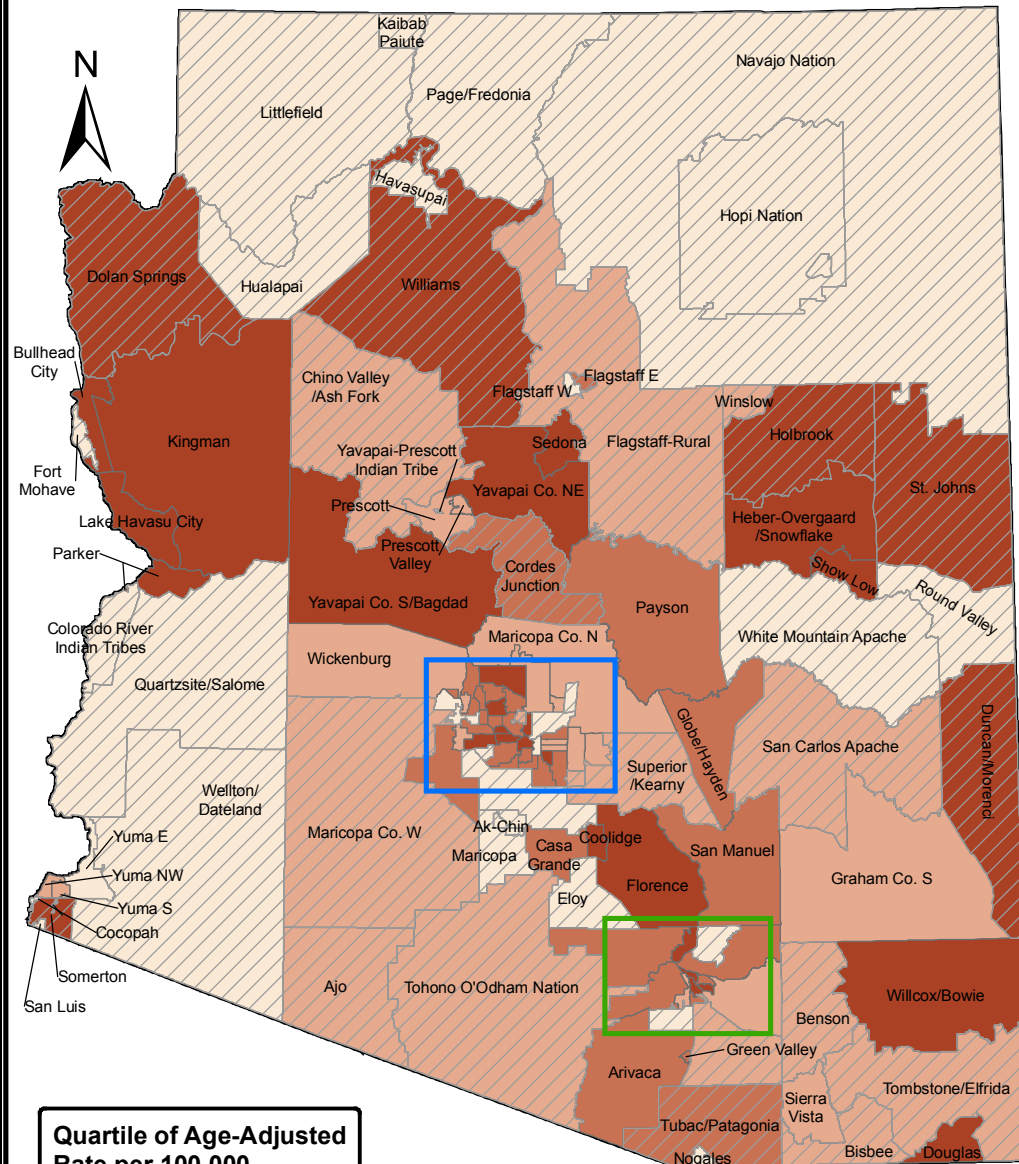 Kaibab
Paiute
Navajo Nation
N
Page/Fredonia
Littlefield
Havasupai
Hopi Nation
Dolan Springs
Williams
Hualapai
Bullhead
City
Flagstaff E
Chino Valley
/Ash Fork
Flagstaff W
Winslow
Kingman
Sedona
Flagstaff-Rural
Holbrook
Yavapai-Prescott
Indian Tribe
Fort
Mohave
St. Johns
Yavapai Co. NE
Prescott
Lake Havasu City
Heber-Overgaard
/Snowflake
Prescott
Valley
Parker
Cordes
Junction
Show Low
Yavapai Co. S/Bagdad
Payson
Round Valley
Colorado River
Indian Tribes
Maricopa Co. N
White Mountain Apache
Wickenburg
Quartzsite/Salome
Globe/Hayden
Duncan/Morenci
San Carlos Apache
Superior
/Kearny
Wellton/
Dateland
Maricopa Co. W
Ak-Chin
Yuma E
Coolidge
Casa
Grande
San Manuel
Maricopa
Yuma NW
Florence
Graham Co. S
Eloy
Yuma S
Cocopah
Somerton
Ajo
Tohono O'Odham Nation
Willcox/Bowie
San Luis
Benson
Green Valley
Arivaca
Tombstone/Elfrida
Sierra
Vista
Tubac/Patagonia
Quartile of Age-Adjusted
Rate per 100,000
Bisbee
Douglas
Nogales